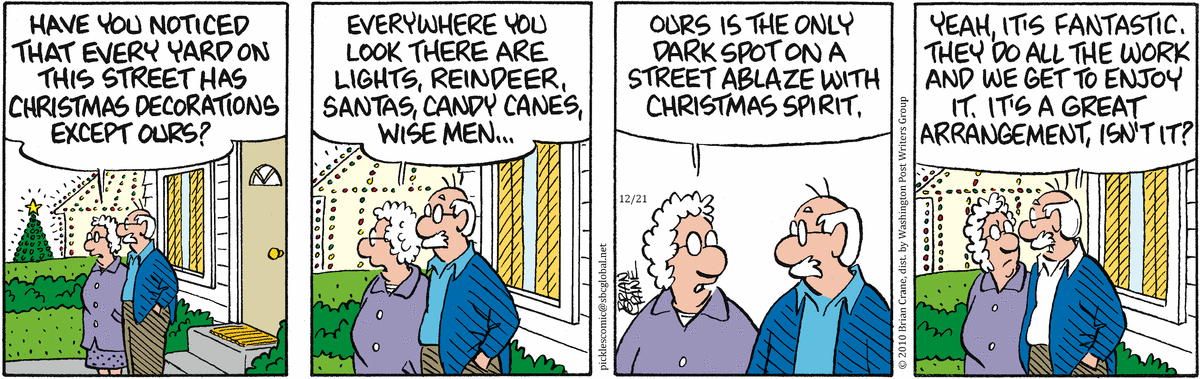 HAVE YOU NOTICED
THAT EVERY YARD ON
THIS STREET HAS
CHRISTMAS DECORATIONS
EXCEPT OURS?
EVERYWHERE YOU
LOOK THERE ARE
LIGHTS, REINDEER,
SANTAS, CANDY CANES,
WISE MEN...
picklescomic@sbcglobal.net
OURS IS THE ONLY
DARK SPOT ON A
STREET ABLAZE WITH
CHRISTMAS SPIRIT.
12/21
BRIAN
CRANE
© 2010 Brian Crane, dist. by Washington Post Writers Group
YEAH, IT'S FANTASTIC.
THEY DO ALL THE WORK
AND WE GET TO ENJOY
IT. IT'S A GREAT
ARRANGEMENT, ISN'T IT?